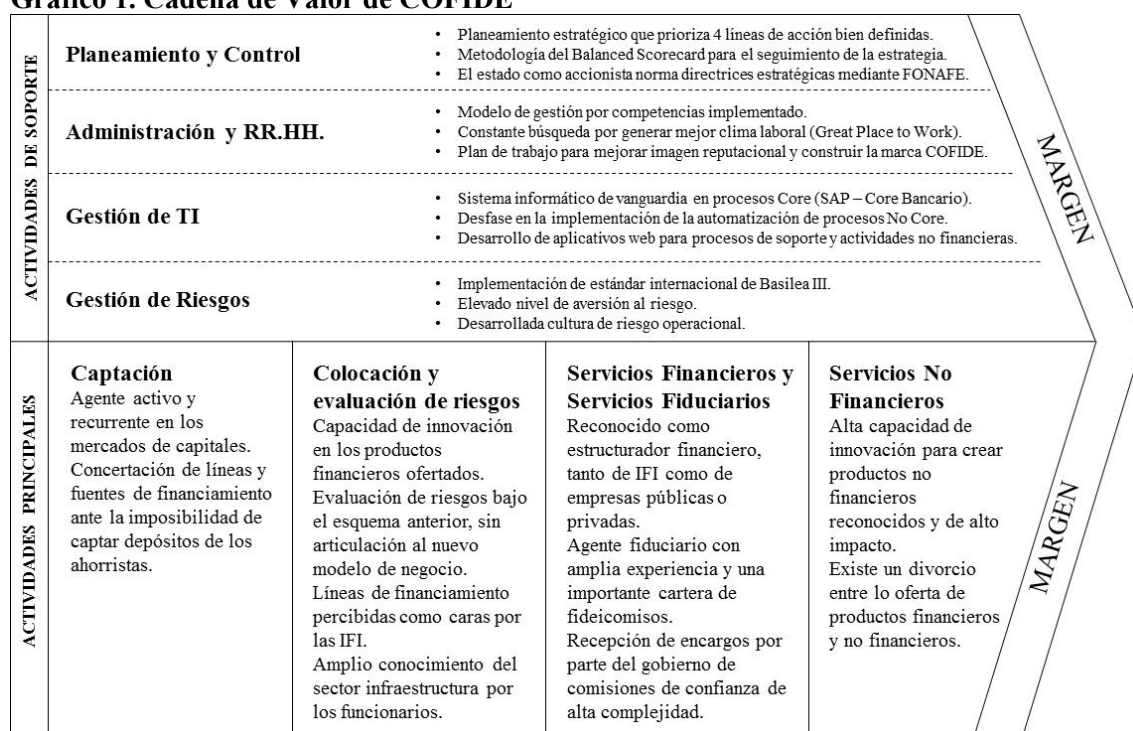 Gráfico 1. Cadena de Valor de COFIDE
ACTIVIDADES DE SOPORTE
Planeamiento y Control
• Planeamiento estratégico que prioriza 4 líneas de acción bien definidas.
• Metodología del Balanced Scorecard para el seguimiento de la estrategia.
• El estado como accionista norma directrices estratégicas mediante FONAFE.
Administración y RR.HH.
• Modelo de gestión por competencias implementado.
• Constante búsqueda por generar mejor clima laboral (Great Place to Work).
• Plan de trabajo para mejorar imagen reputacional y construir la marca COFIDE.
Gestión de TI
• Sistema informático de vanguardia en procesos Core (SAP – Core Bancario).
• Desfase en la implementación de la automatización de procesos No Core.
• Desarrollo de aplicativos web para procesos de soporte y actividades no financieras.
Gestión de Riesgos
• Implementación de estándar internacional de Basilea III.
• Elevado nivel de aversión al riesgo.
• Desarrollada cultura de riesgo operacional.
MARGEN
ACTIVIDADES PRINCIPALES
Captación
Agente activo y
recurrente en los
mercados de capitales.
Concertación de líneas y
fuentes de financiamiento
ante la imposibilidad de
captar depósitos de los
ahorristas.
Colocación y
evaluación de riesgos
Capacidad de innovación
en los productos
financieros ofertados.
Evaluación de riesgos bajo
el esquema anterior, sin
articulación al nuevo
modelo de negocio.
Líneas de financiamiento
percibidas como caras por
las IFI.
Amplio conocimiento del
sector infraestructura por
los funcionarios.
Servicios Financieros y
Servicios Fiduciarios
Reconocido como
estructurador financiero,
tanto de IFI como de
empresas públicas o
privadas.
Agente fiduciario con
amplia experiencia y una
importante cartera de
fideicomisos.
Recepción de encargos por
parte del gobierno de
comisiones de confianza de
alta complejidad.
Servicios No
Financieros
Alta capacidad de
innovación para crear
productos no
financieros
reconocidos y de alto
impacto.
Existe un divorcio
entre lo oferta de
productos financieros
y no financieros.
MARGEN